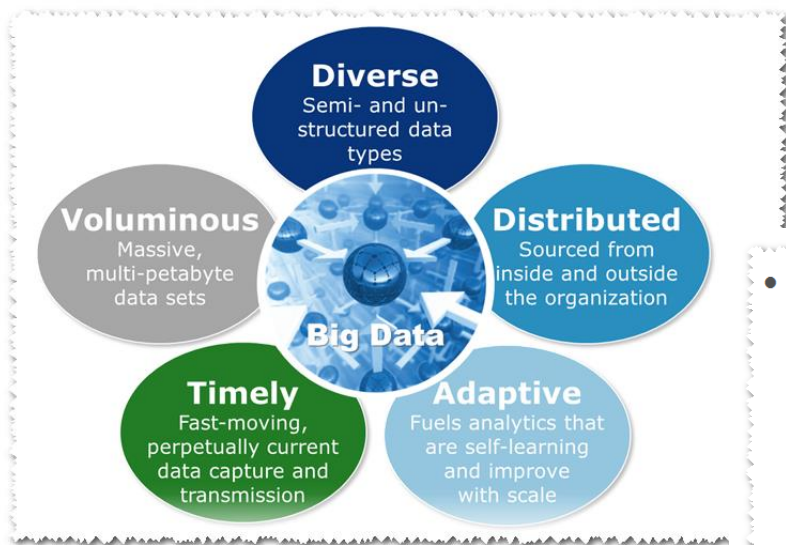 Diverse
Semi- and un-
structured data
types
Voluminous
Massive,
multi-petabyte
data sets
Distributed
Sourced from
inside and outside
the organization
Big Data
Timely
Fast-moving,
perpetually current
data capture and
transmission
Adaptive
Fuels analytics that
are self-learning
and improve
with scale